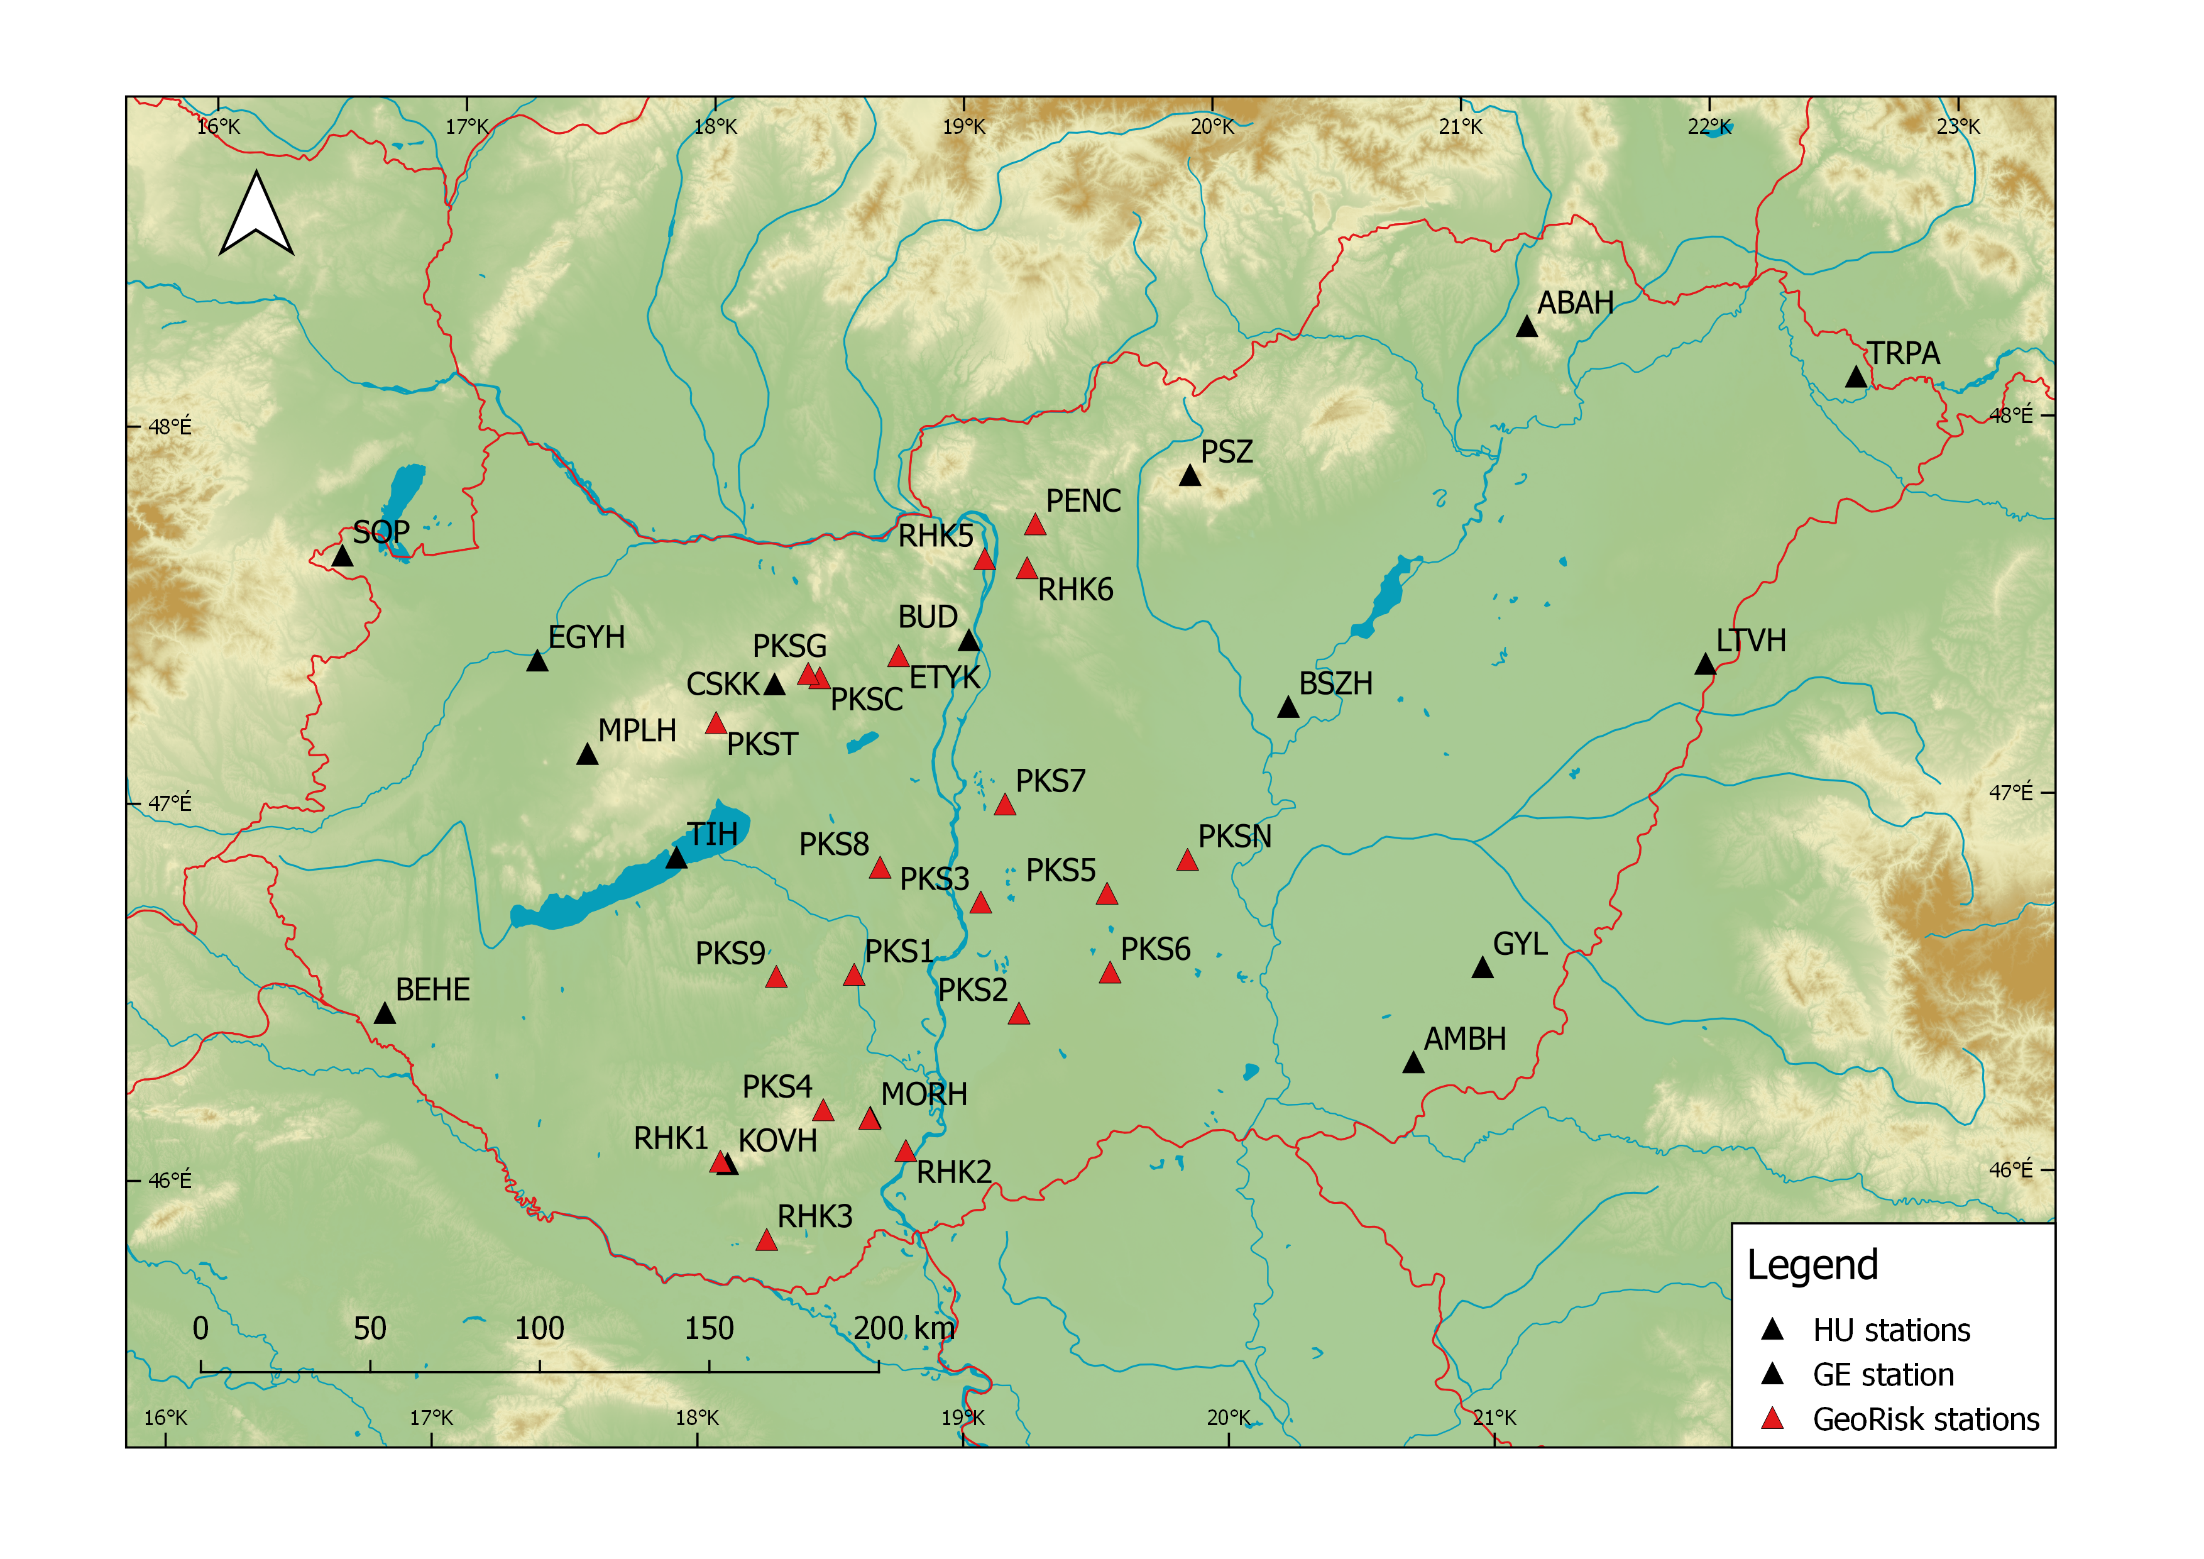 16°K 17°K 18°K 19°K 20°K 21°K 22°K 23°K
ABAH
TRPA
48°É 48°É
PSZ
PENC
SOP
RHK5
RHK6
BUD
EGYH
LTVH
PKSG
ETYK
CSKK
BSZH
PKSC
MPLH
PKST
47°É 47°É
PKS7
TIH
PKSN
PKS8
PKS5
PKS3
GYL
PKS1
PKS6
PKS9
BEHE
PKS2
AMBH
PKS4
MORH
RHK1
KOVH
46°É 46°É
RHK2
RHK3
Legend
HU stations
GE station
GeoRisk stations
0 50 100 150 200 km
16°K 17°K 18°K 19°K 20°K 21°K